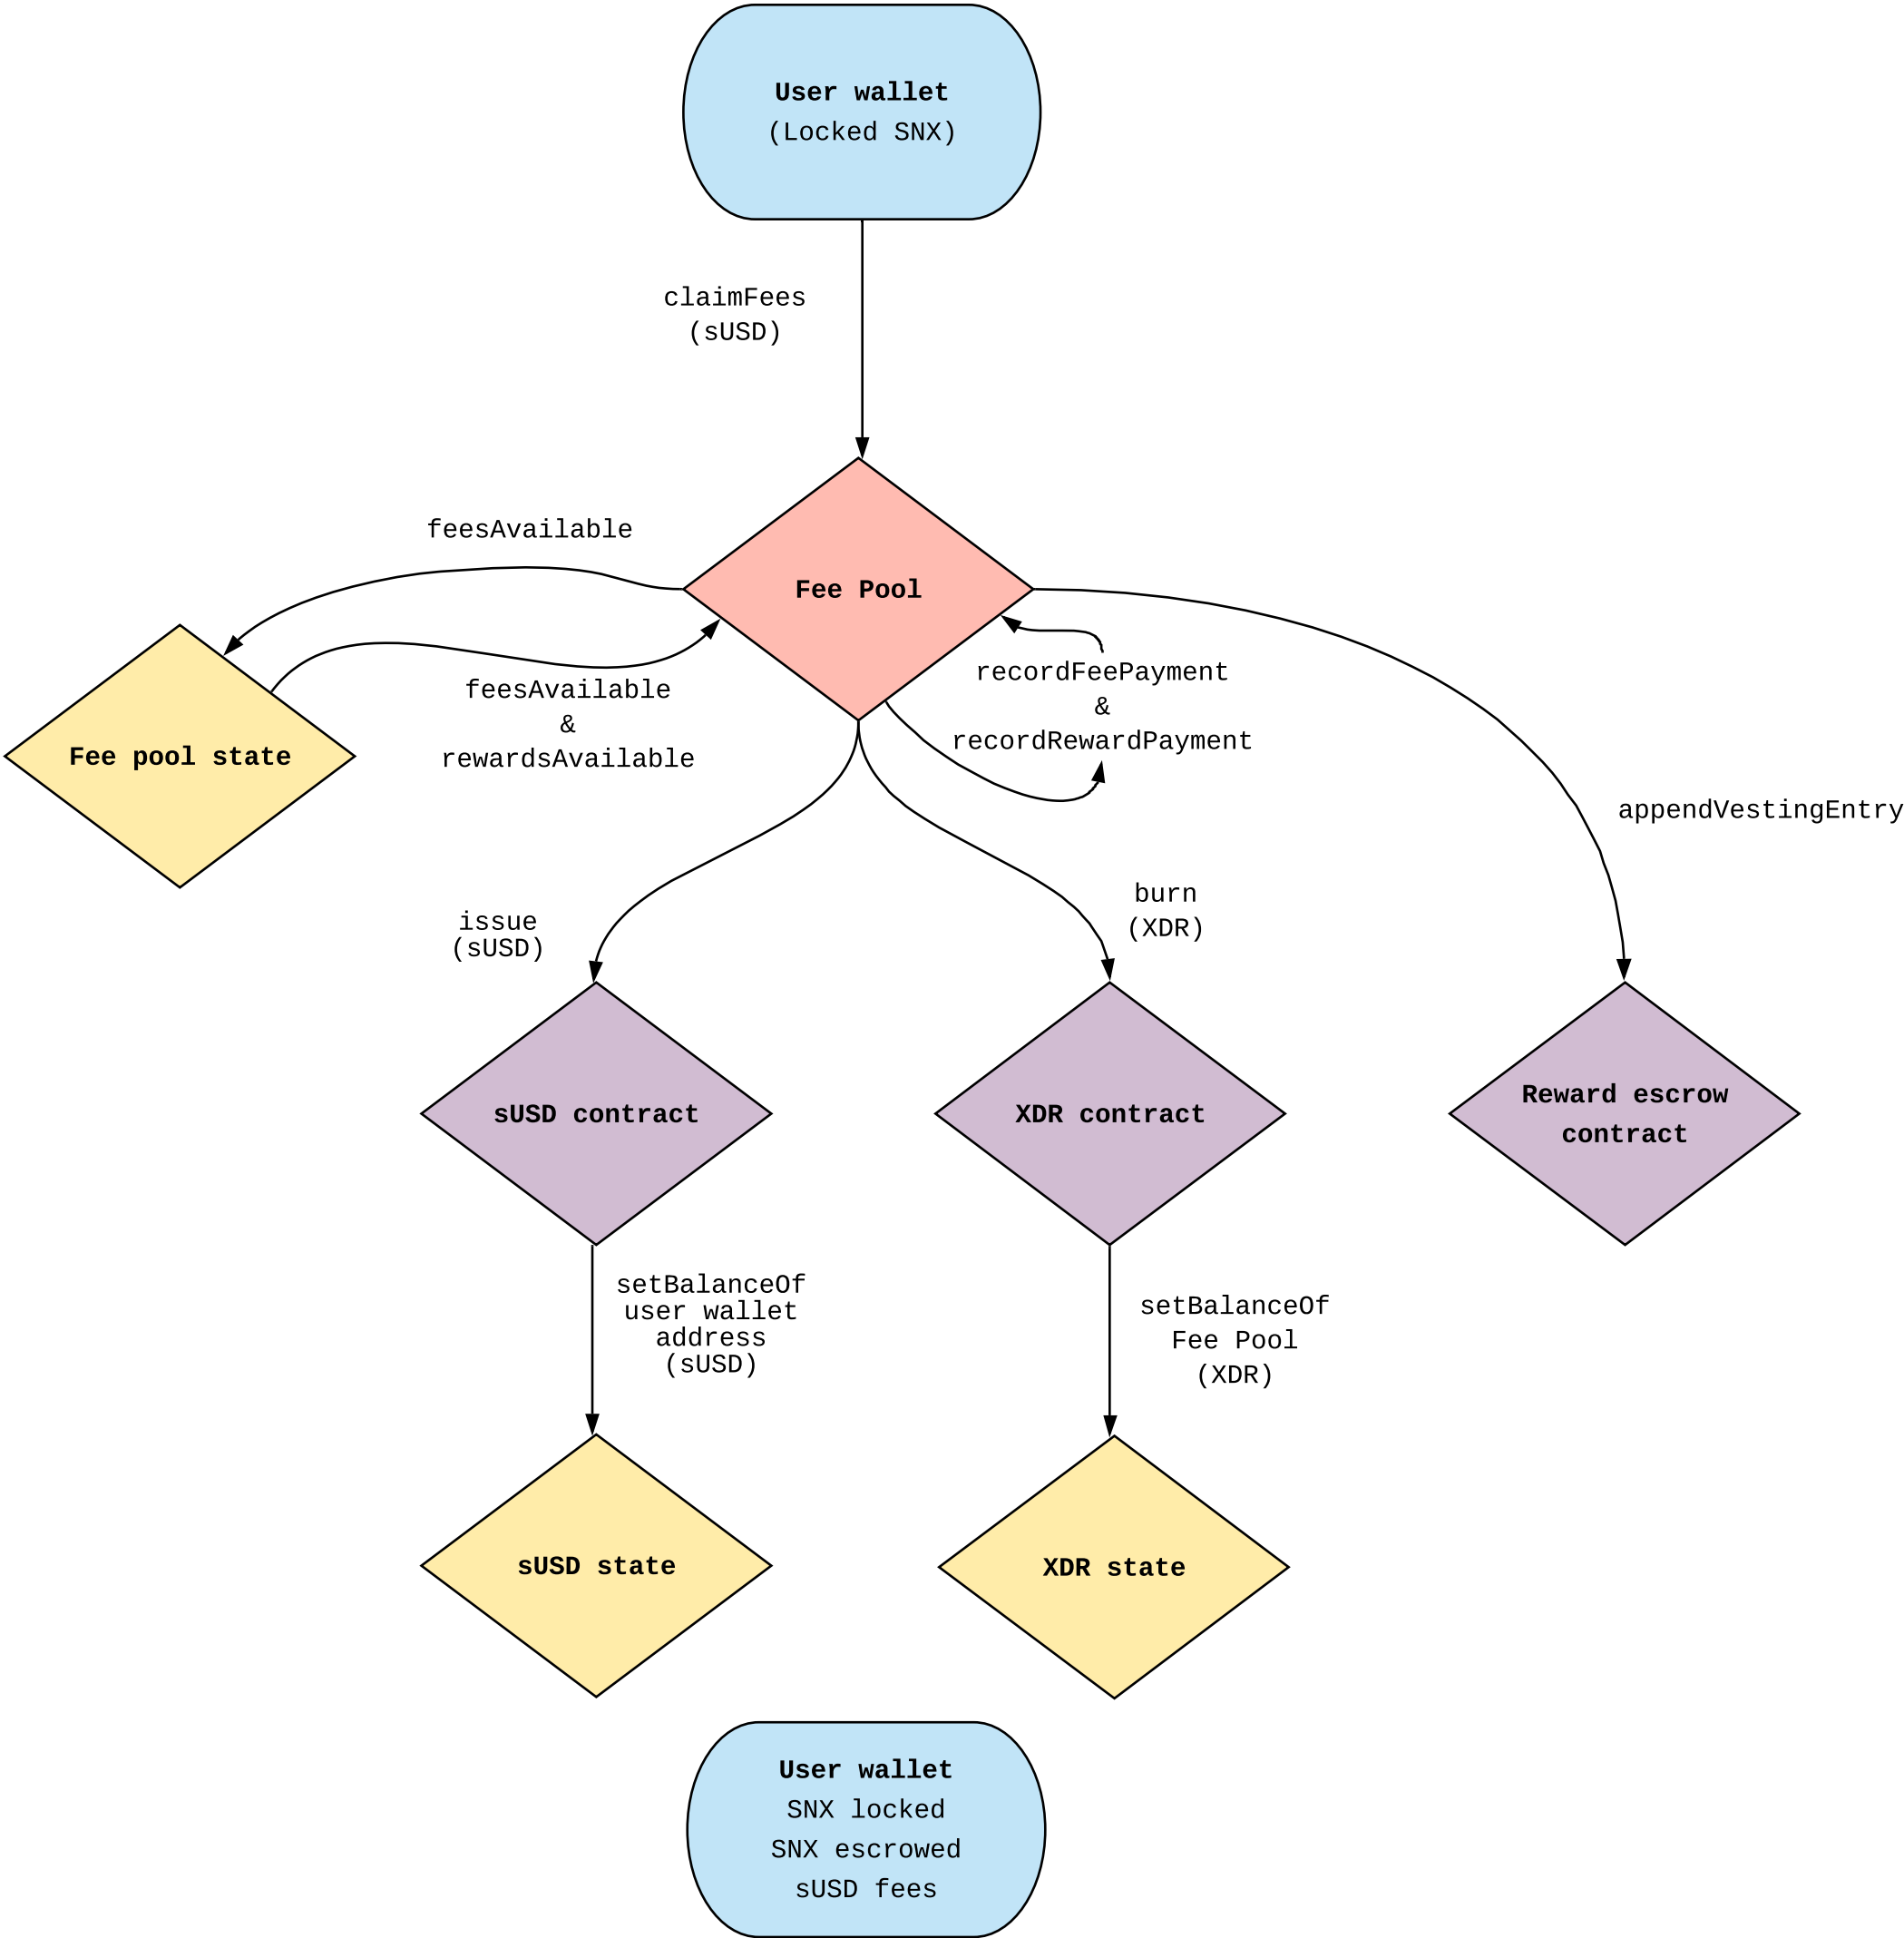 User wallet
(Locked SNX)
claimFees
(sUSD)
feesAvailable
Fee Pool
recordFeePayment
&
recordRewardPayment
feesAvailable
&
rewardsAvailable
Fee pool state
appendVestingEntry
issue
(sUSD)
burn
(XDR)
sUSD contract
XDR contract
Reward escrow
contract
setBalanceOf
user wallet
address
(sUSD)
setBalanceOf
Fee Pool
(XDR)
sUSD state
XDR state
User wallet
SNX locked
SNX escrowed
sUSD fees